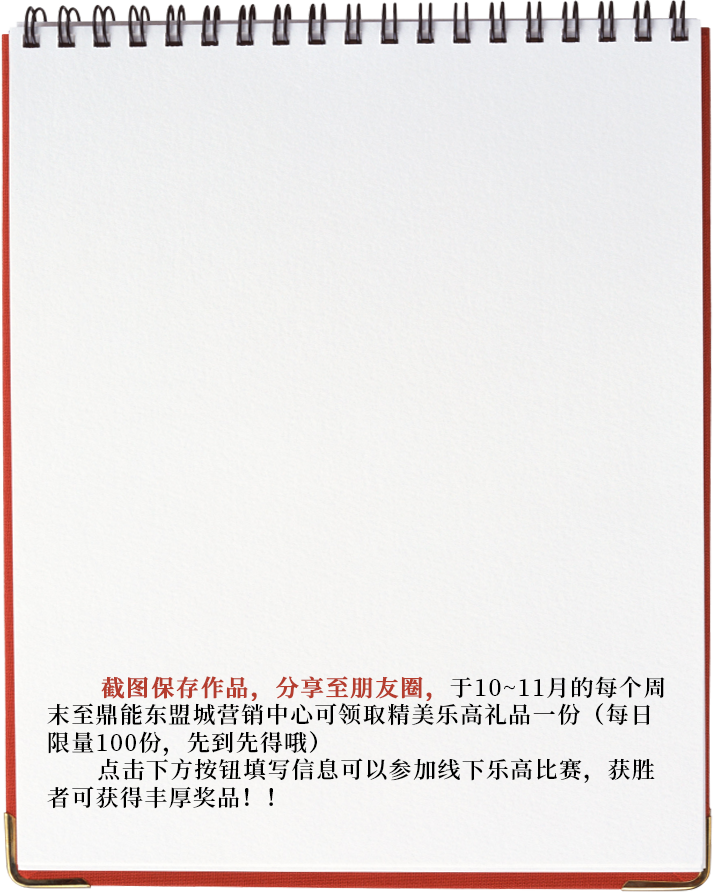 截图保存作品，分享至朋友圈，于10~11月的每个周
末至鼎能东盟城营销中心可领取精美乐高礼品一份（每日
限量100份，先到先得哦）
点击下方按钮填写信息可以参加线下乐高比赛，获胜
者可获得丰厚奖品！！